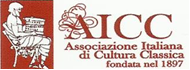 AICC
Associazione Italiana
di Cultura Classica
fondata nel 1897